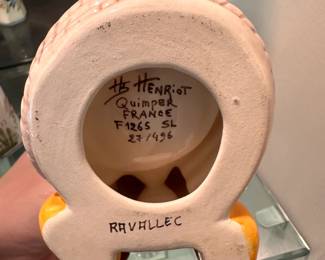 HB HENRIOT
QUIMPER
FRANCE
F1265 SL
27/496
RAVALLEC